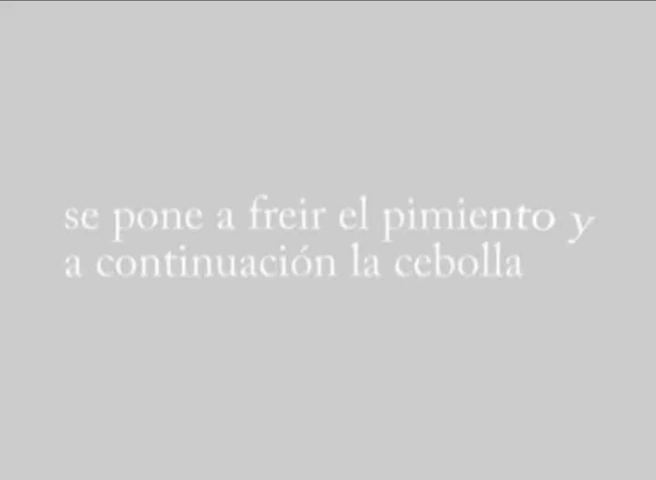 se pone a freir el pimiento y
a continuación la cebolla